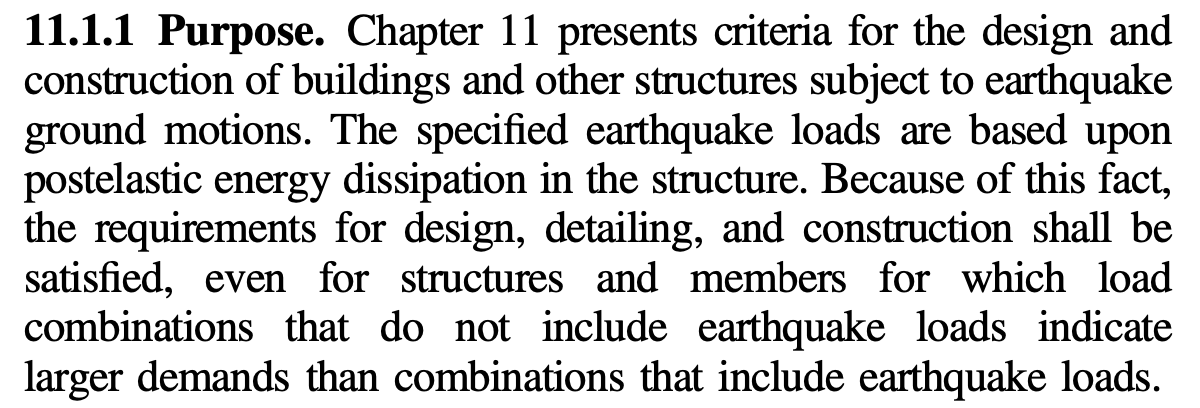 11.1.1 Purpose. Chapter 11 presents criteria for the design and
construction of buildings and other structures subject to earthquake
ground motions. The specified earthquake loads are based upon
postelastic energy dissipation in the structure. Because of this fact,
the requirements for design, detailing, and construction shall be
satisfied, even for structures and members for which load
combinations that do not include earthquake loads indicate
larger demands than combinations that include earthquake loads.